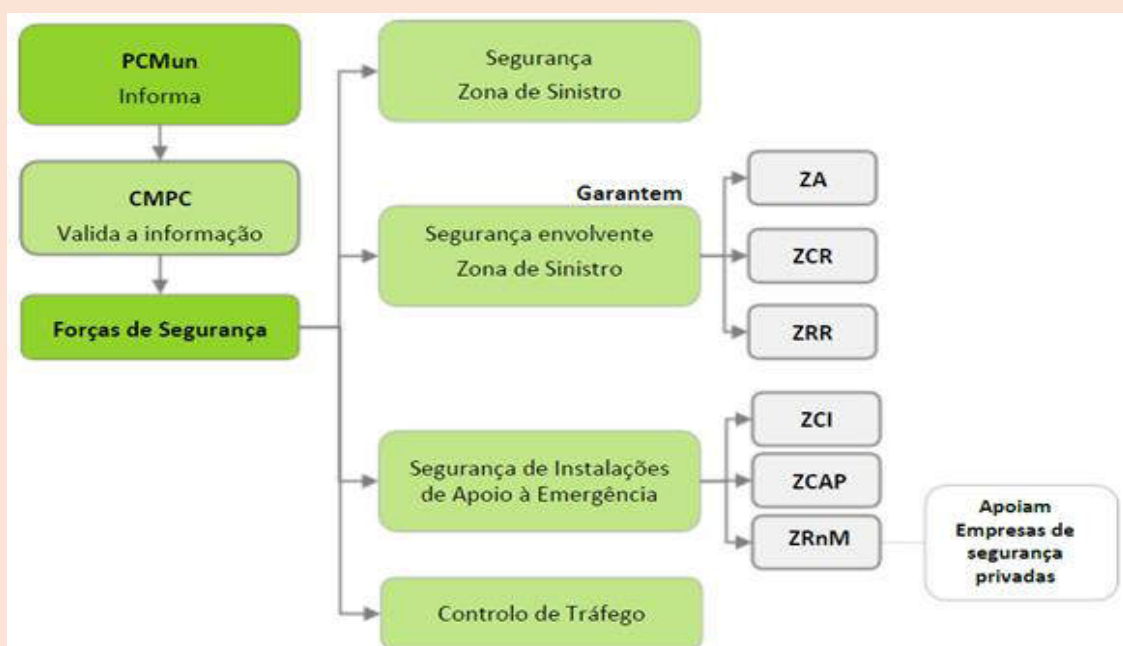 PCMun
Informa
CMPC
Valida a informação
Forças de Segurança
Segurança
Zona de Sinistro
Garantem
Segurança envolvente
Zona de Sinistro
ZA
ZCR
ZRR
Segurança de Instalações
de Apoio à Emergência
ZCI
ZCAP
ZRnM
Apoiam
Empresas de
segurança
privadas
Controlo de Tráfego